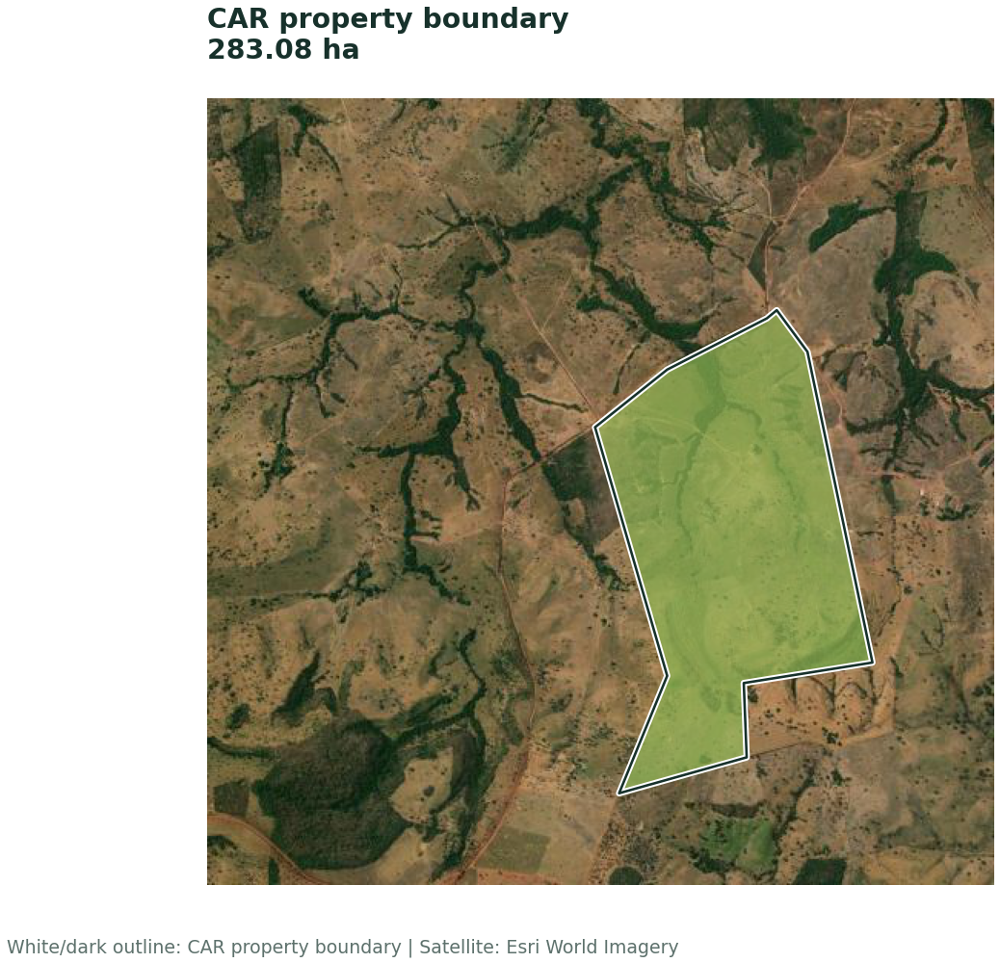 CAR property boundary
283.08 ha
White/dark outline: CAR property boundary | Satellite: Esri World Imagery